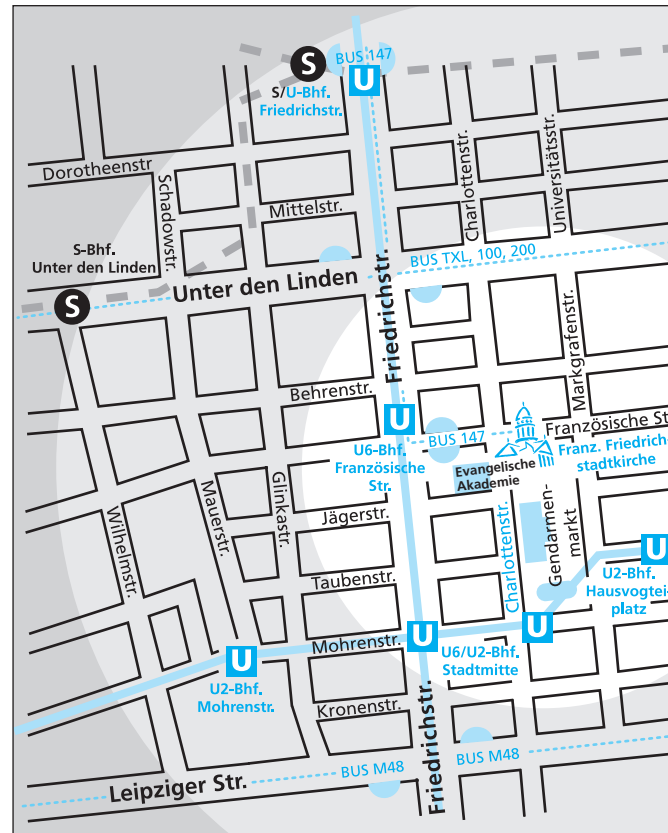 BUS 147
S
U
S/U-Bhf.
Friedrichstr.
Dorotheenstr
Schadowstr.
Mittelstr.
Charlottenstr.
Universitätsstr.
S-Bhf.
Unter den Linden
S
Unter den Linden
BUS TXL, 100, 200
Friedrichstr.
Markgrafenstr.
Behrenstr.
U
U6-Bhf.
Französische
Str.
BUS 147
Französische St
Franz. Friedrich
stadtkirche
Evangelische
Akademie
Wilhelmstr.
Mauerstr.
Glinkastr.
Jägerstr.
Charlottenstr.
Gendarmen-
markt
Taubenstr.
U
U2-Bhf.
Hausvogtei-
platz
Mohrenstr.
U
U
U
U6/U2-Bhf.
Stadtmitte
U2-Bhf.
Mohrenstr.
Kronenstr.
Friedrichstr.
Leipziger Str.
BUS M48
BUS M48